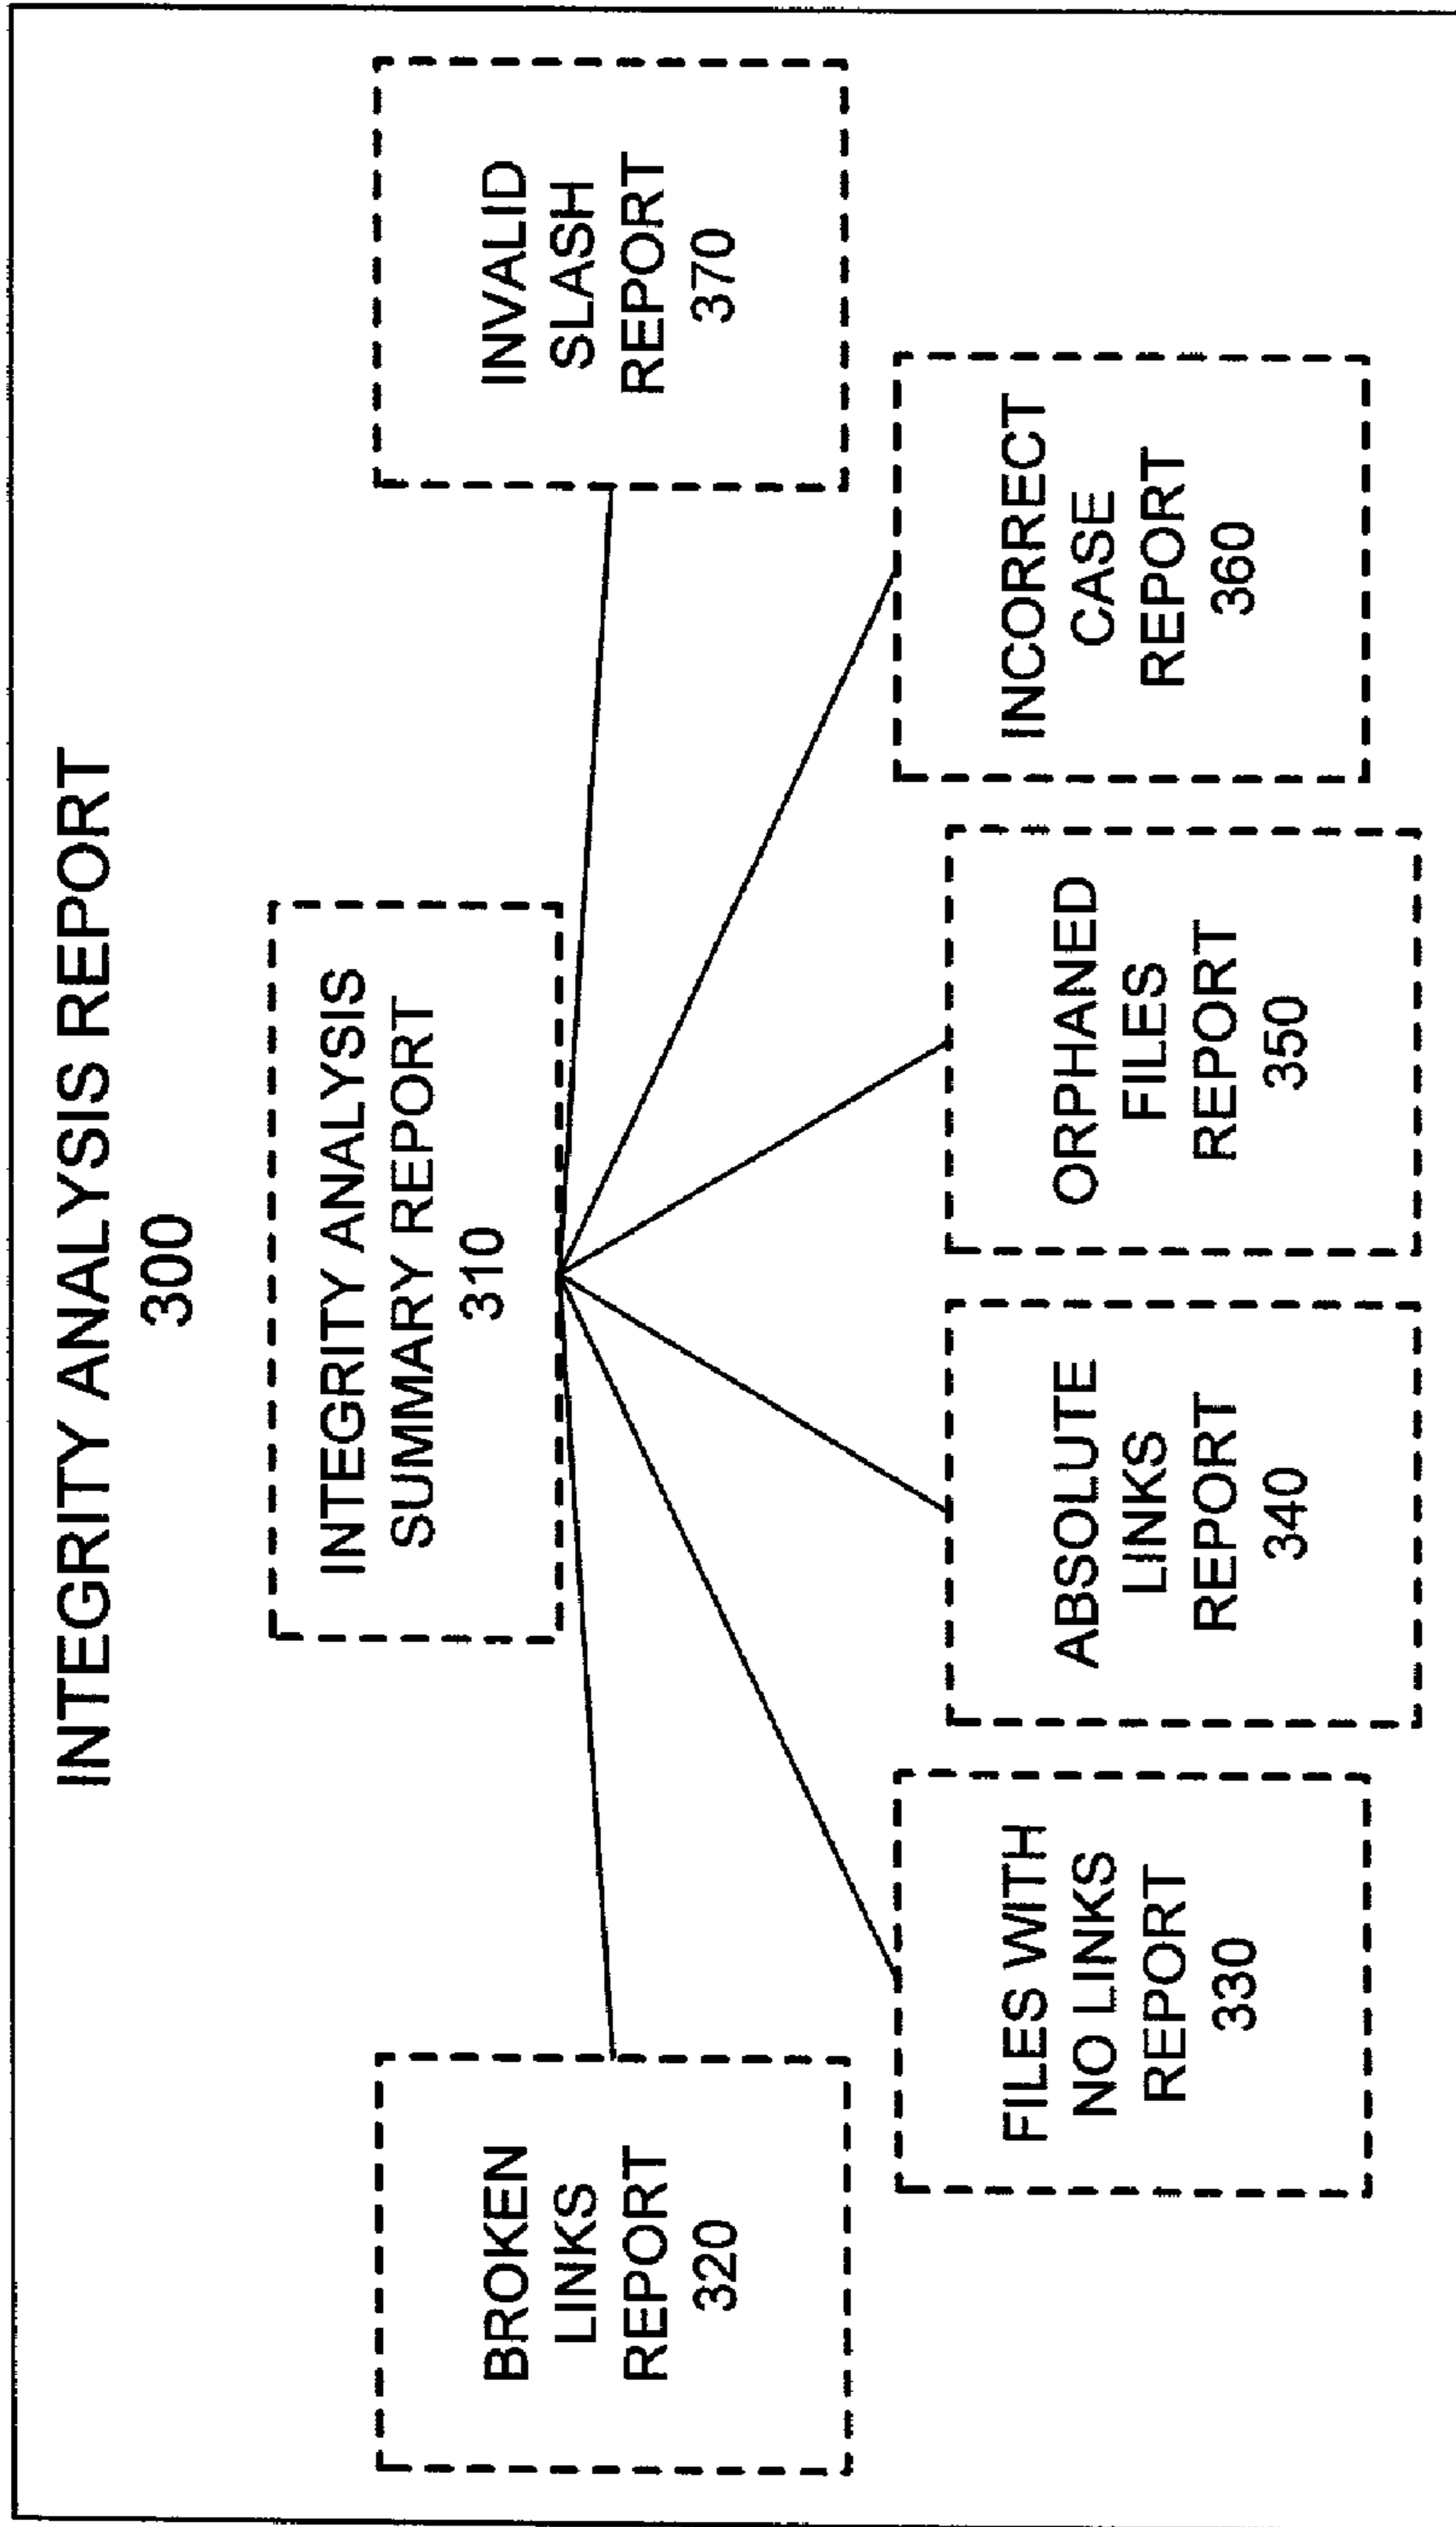 INTEGRITY ANALYSIS REPORT
300
INTEGRITY ANALYSIS
SUMMARY REPORT
310
BROKEN
LINKS
REPORT
320
FILES WITH
NO LINKS
REPORT
330
ABSOLUTE
LINKS
REPORT
340
ORPHANED
FILES
REPORT
350
INCORRECT
CASE
REPORT
360
INVALID
SLASH
REPORT
370